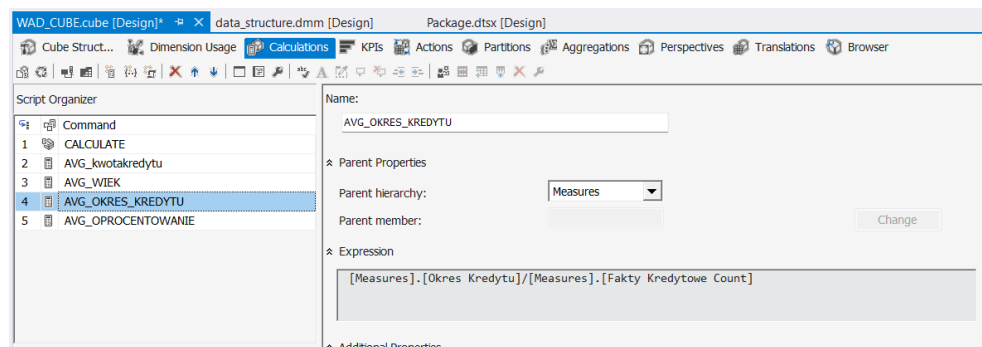 WAD_CUBE.cube [Design]* data_structure.dmm [Design] Package.dtsx [Design]
Cube Struct... Dimension Usage Calculations KPIs Actions Partitions Aggregations Perspectives Translations Browser
Script Organizer
Command
1 CALCULATE
2 AVG_kwotakredytu
3 AVG_WIEK
4 AVG_OKRES_KREDYTU
5 AVG_OPROCENTOWANIE
Name:
AVG_OKRES_KREDYTU
Parent Properties
Parent hierarchy: Measures
Parent member: Change
Expression
[Measures].[Okres Kredytu]/[Measures].[Fakty Kredytowe Count]
Additional Properties